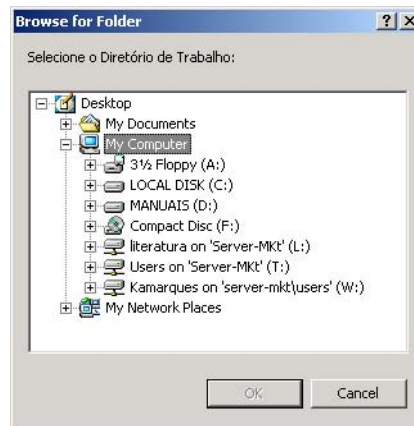 Browse for Folder
Selecione o Diretório de Trabalho:
Desktop
My Documents
My Computer
3½ Floppy (A:)
LOCAL DISK (C:)
MANUAIS (D:)
Compact Disc (F:)
literatura on 'Server-MKt' (L:)
Users on 'Server-MKt' (T:)
Kamarques on 'server-mkt\users' (W:)
My Network Places
OK Cancel